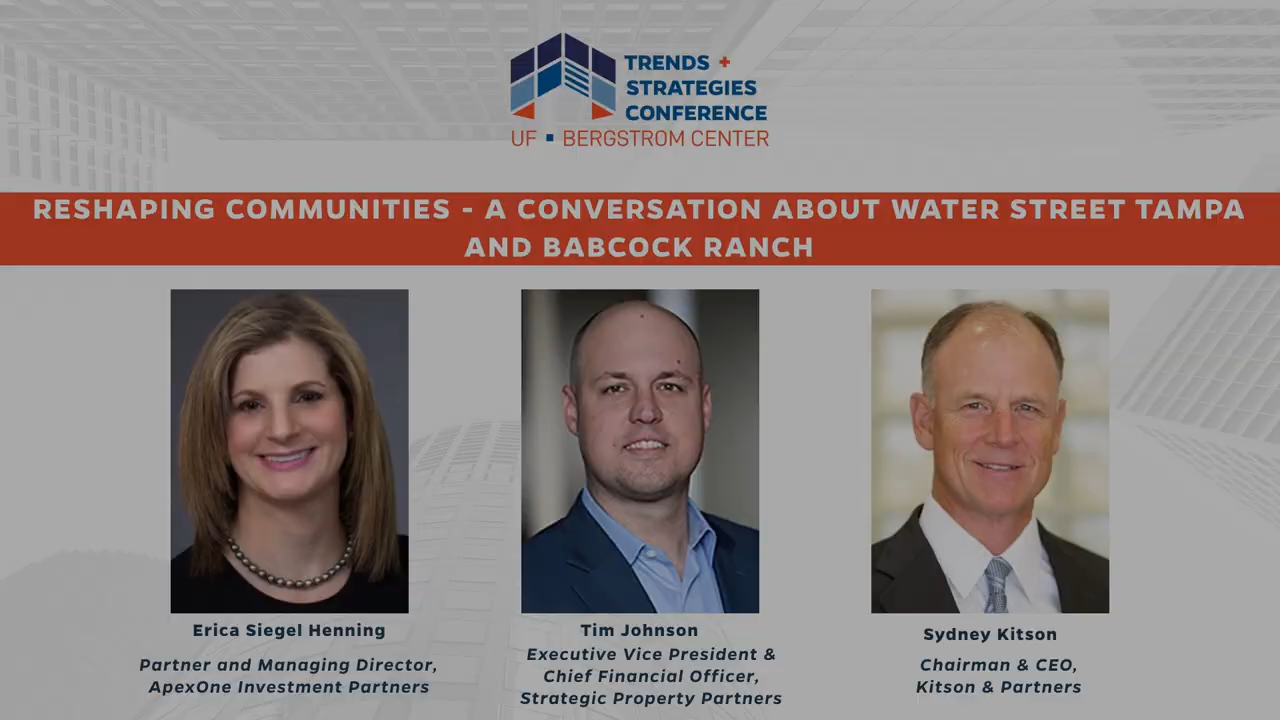 TRENDS +
STRATEGIES
CONFERENCE
UF ▪ BERGSTROM CENTER
RESHAPING COMMUNITIES - A CONVERSATION ABOUT WATER STREET TAMPA
AND BABCOCK RANCH
Erica Siegel Henning
Partner and Managing Director,
ApexOne Investment Partners
Tim Johnson
Executive Vice President &
Chief Financial Officer,
Strategic Property Partners
Sydney Kitson
Chairman & CEO,
Kitson & Partners